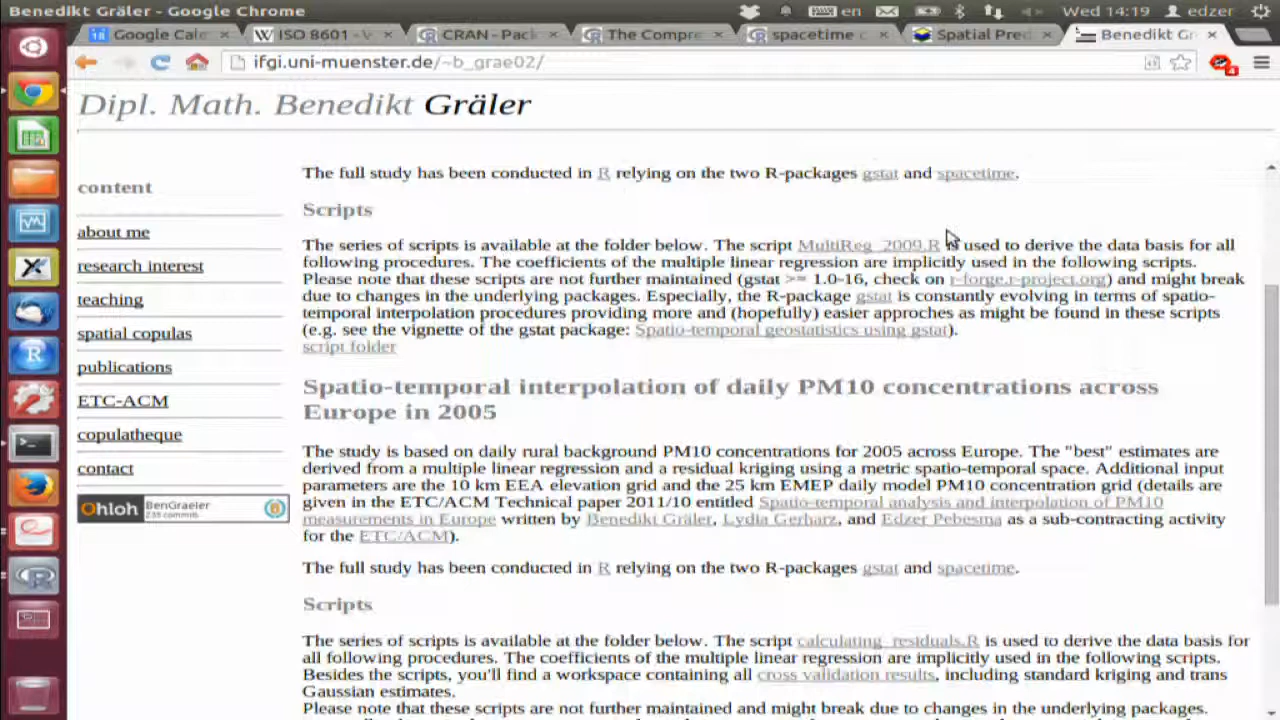 Benedikt Gräler - Google Chrome
en
Wed 14:19
edzer
Google Cale
ISO 8601 - V
CRAN - Pack
The Compre
spacetime c
Spatial Pred
Benedikt Gr
ifgi.uni-muenster.de/~b_grae02/
4
Dipl. Math. Benedikt Gräler
content
about me
research interest
teaching
spatial copulas
publications
ETC-ACM
copulatheque
contact
Ohloh BenGraeler
235 commits
The full study has been conducted in R relying on the two R-packages gstat and spacetime.
Scripts
The series of scripts is available at the folder below. The script MultiReg_2009.R is used to derive the data basis for all
following procedures. The coefficients of the multiple linear regression are implicitly used in the following scripts.
Please note that these scripts are not further maintained (gstat >= 1.0-16, check on r-forge.r-project.org) and might break
due to changes in the underlying packages. Especially, the R-package gstat is constantly evolving in terms of spatio-
temporal interpolation procedures providing more and (hopefully) easier approches as might be found in these scripts
(e.g. see the vignette of the gstat package: Spatio-temporal geostatistics using gstat).
script folder
Spatio-temporal interpolation of daily PM10 concentrations across
Europe in 2005
The study is based on daily rural background PM10 concentrations for 2005 across Europe. The "best" estimates are
derived from a multiple linear regression and a residual kriging using a metric spatio-temporal space. Additional input
parameters are the 10 km EEA elevation grid and the 25 km EMEP daily model PM10 concentration grid (details are
given in the ETC/ACM Technical paper 2011/10 entitled Spatio-temporal analysis and interpolation of PM10
measurements in Europe written by Benedikt Gräler, Lydia Gerharz, and Edzer Pebesma as a sub-contracting activity
for the ETC/ACM).
The full study has been conducted in R relying on the two R-packages gstat and spacetime.
Scripts
The series of scripts is available at the folder below. The script calculating_residuals.R is used to derive the data basis for
all following procedures. The coefficients of the multiple linear regression are implicitly used in the following scripts.
Besides the scripts, you'll find a workspace containing all cross validation results, including standard kriging and trans
Gaussian estimates.
Please note that these scripts are not further maintained and might break due to changes in the underlying packages.